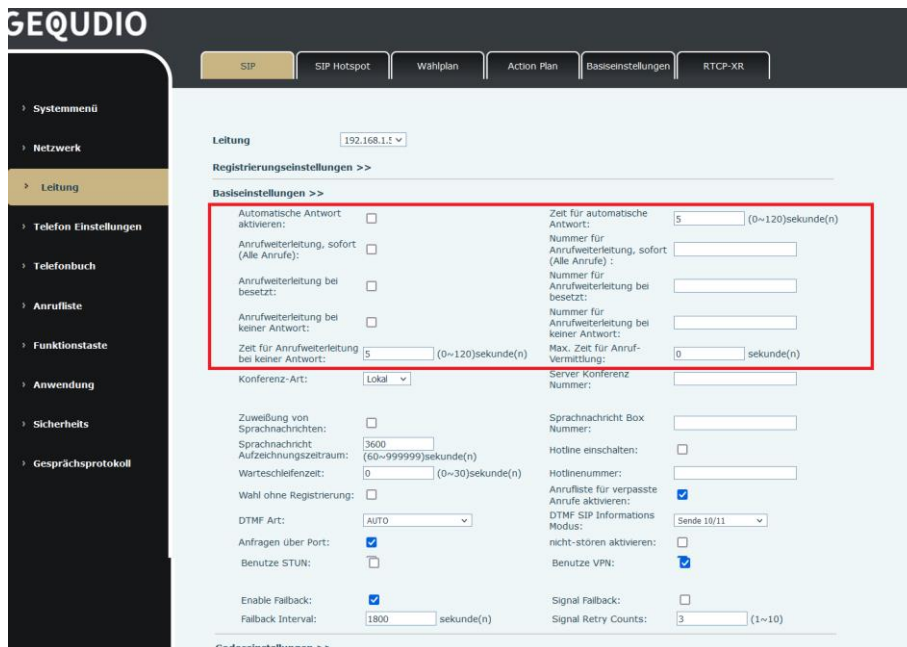 GEQUDIO
SIP
SIP Hotspot
Wählplan
Action Plan
Basiseinstellungen
RTCP-XR
› Systemmenü
› Netzwerk
› Leitung
› Telefon Einstellungen
› Telefonbuch
› Anrufliste
› Funktionstaste
› Anwendung
› Sicherheits
› Gesprächsprotokoll
Leitung
192.168.1.5
Registrierungseinstellungen >>
Basiseinstellungen >>
Automatische Antwort
aktivieren:
Zeit für automatische
Antwort:
5 (0~120)sekunde(n)
Anrufweiterleitung, sofort
(Alle Anrufe):
Nummer für
Anrufweiterleitung, sofort
(Alle Anrufe) :
Anrufweiterleitung bei
besetzt:
Nummer für
Anrufweiterleitung bei
besetzt:
Anrufweiterleitung bei
keiner Antwort:
Nummer für
Anrufweiterleitung bei
keiner Antwort:
Zeit für Anrufweiterleitung
bei keiner Antwort:
5 (0~120)sekunde(n)
Max. Zeit für Anruf-
Vermittlung:
0 sekunde(n)
Konferenz-Art:
Lokal
Server Konferenz
Nummer:
Zuweißung von
Sprachnachrichten:
Sprachnachricht Box
Nummer:
Sprachnachricht
Aufzeichnungszeitraum:
3600
(60~999999)sekunde(n)
Hotline einschalten:
Warteschleifenzeit:
0 (0~30)sekunde(n)
Hotlinenummer:
Wahl ohne Registrierung:
Anrufliste für verpasste
Anrufe aktivieren:
DTMF Art:
AUTO
DTMF SIP Informations
Modus:
Sende 10/11
Anfragen über Port:
nicht-stören aktivieren:
Benutze STUN:
Benutze VPN:
Enable Failback:
Signal Failback:
Failback Interval:
1800 sekunde(n)
Signal Retry Counts:
3 (1~10)